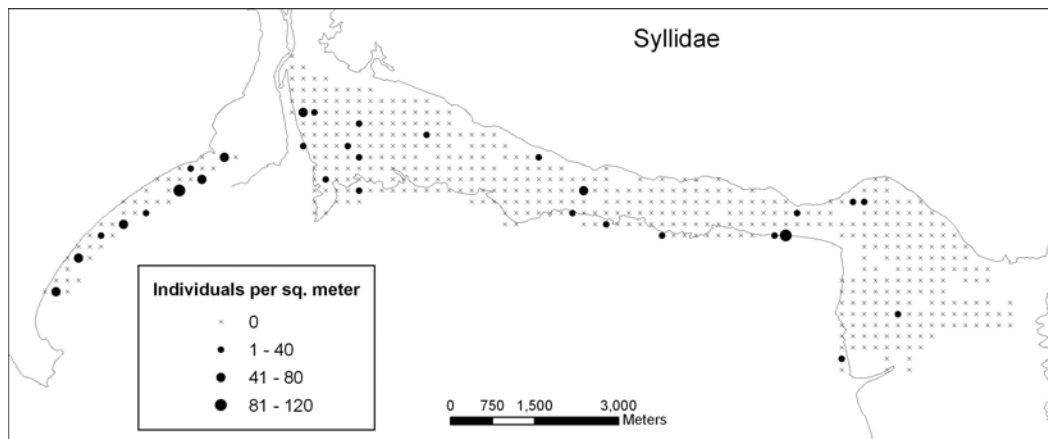 Syllidae
Individuals per sq. meter
0
1 - 40
41 - 80
81 - 120
0 750 1,500 3,000
Meters